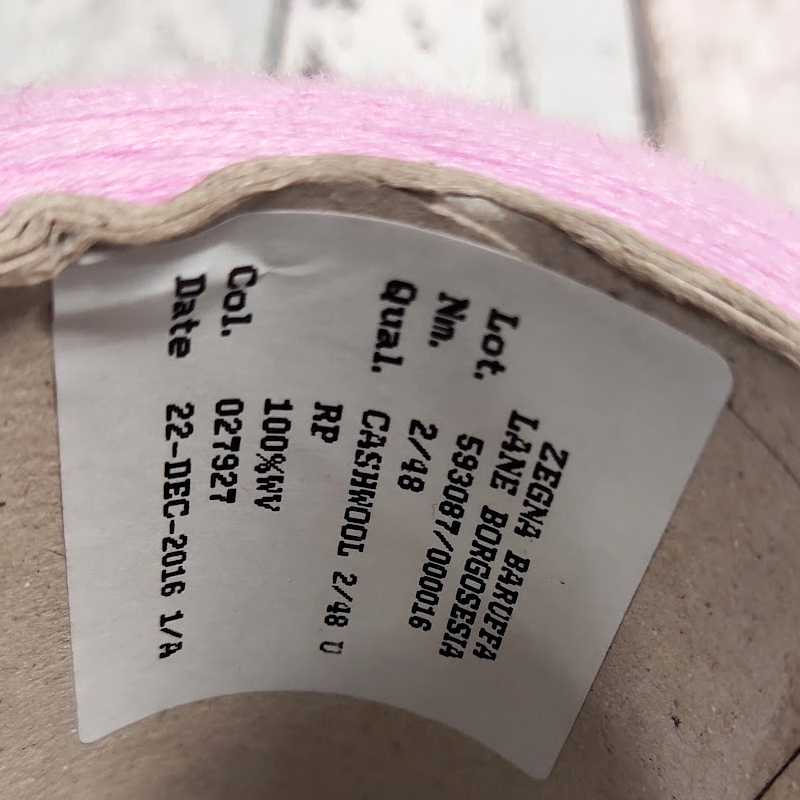 ZEGNA BARUFFA
LANE BORGOSESIA
Lot. 593087/000016
Nm. 2/48
Qual. CASHWOOL 2/48 U
RP
100%WV
Col. 027927
Date 22-DEC-2016 1/A